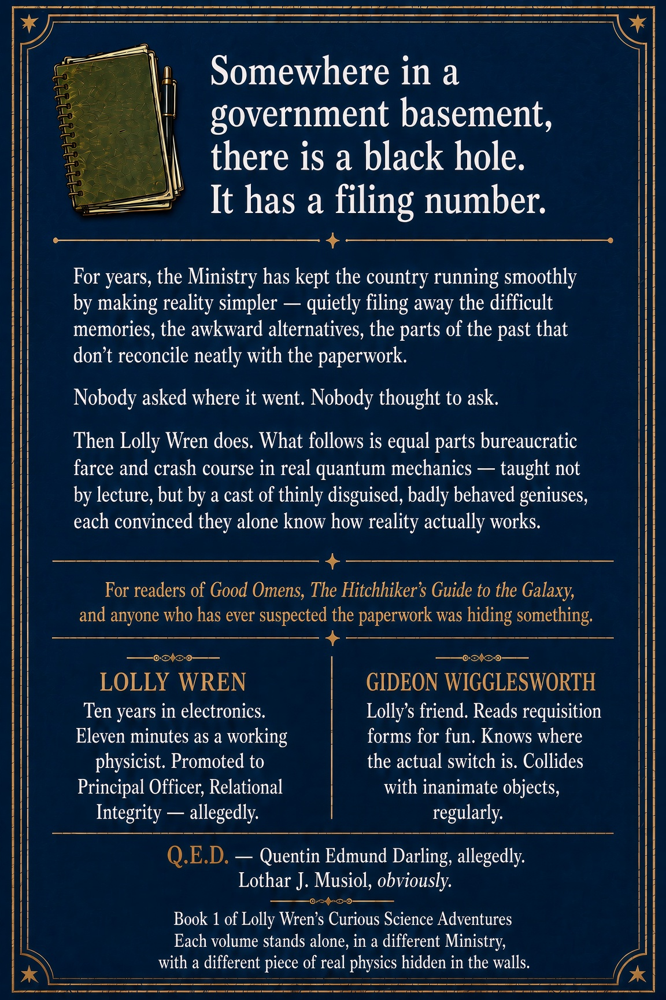 Somewhere in a
government basement,
there is a black hole.
It has a filing number.
For years, the Ministry has kept the country running smoothly
by making reality simpler — quietly filing away the difficult
memories, the awkward alternatives, the parts of the past that
don’t reconcile neatly with the paperwork.
Nobody asked where it went. Nobody thought to ask.
Then Lolly Wren does. What follows is equal parts bureaucratic
farce and crash course in real quantum mechanics — taught not
by lecture, but by a cast of thinly disguised, badly behaved geniuses,
each convinced they alone know how reality actually works.
For readers of Good Omens, The Hitchhiker’s Guide to the Galaxy,
and anyone who has ever suspected the paperwork was hiding something.
LOLLY WREN
Ten years in electronics.
Eleven minutes as a working
physicist. Promoted to
Principal Officer, Relational
Integrity — allegedly.
GIDEON WIGGLESWORTH
Lolly’s friend. Reads requisition
forms for fun. Knows where
the actual switch is. Collides
with inanimate objects,
regularly.
Q.E.D. — Quentin Edmund Darling, allegedly.
Lothar J. Musiol, obviously.
Book 1 of Lolly Wren’s Curious Science Adventures
Each volume stands alone, in a different Ministry,
with a different piece of real physics hidden in the walls.